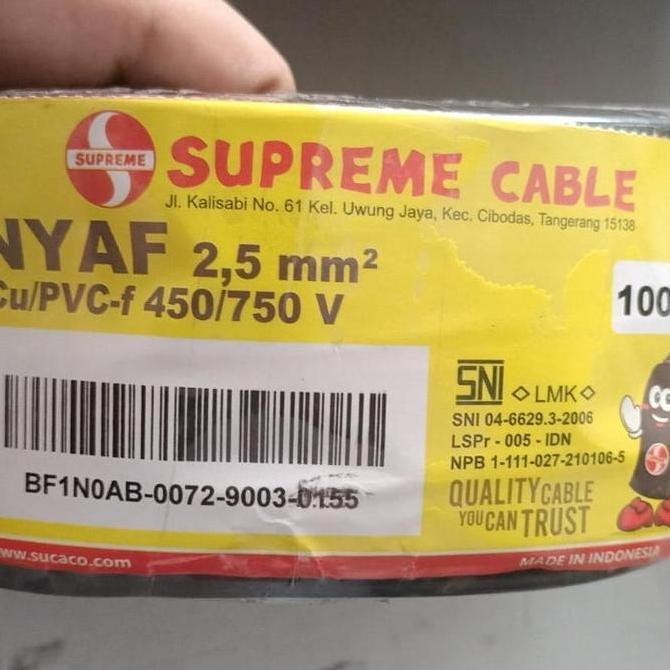 SUPREME
SUPREME CABLE
Jl. Kalisabi No. 61 Kel. Uwung Jaya, Kec. Cibodas, Tangerang 15138
NYAF 2,5 mm²
Cu/PVC-f 450/750 V
100
SNI LMK
SNI 04-6629.3-2006
LSPr - 005 - IDN
NPB 1-111-027-210106-5
BF1N0AB-0072-9003-0155
QUALITY CABLE
YOU CAN TRUST
www.sucaco.com
MADE IN INDONESIA